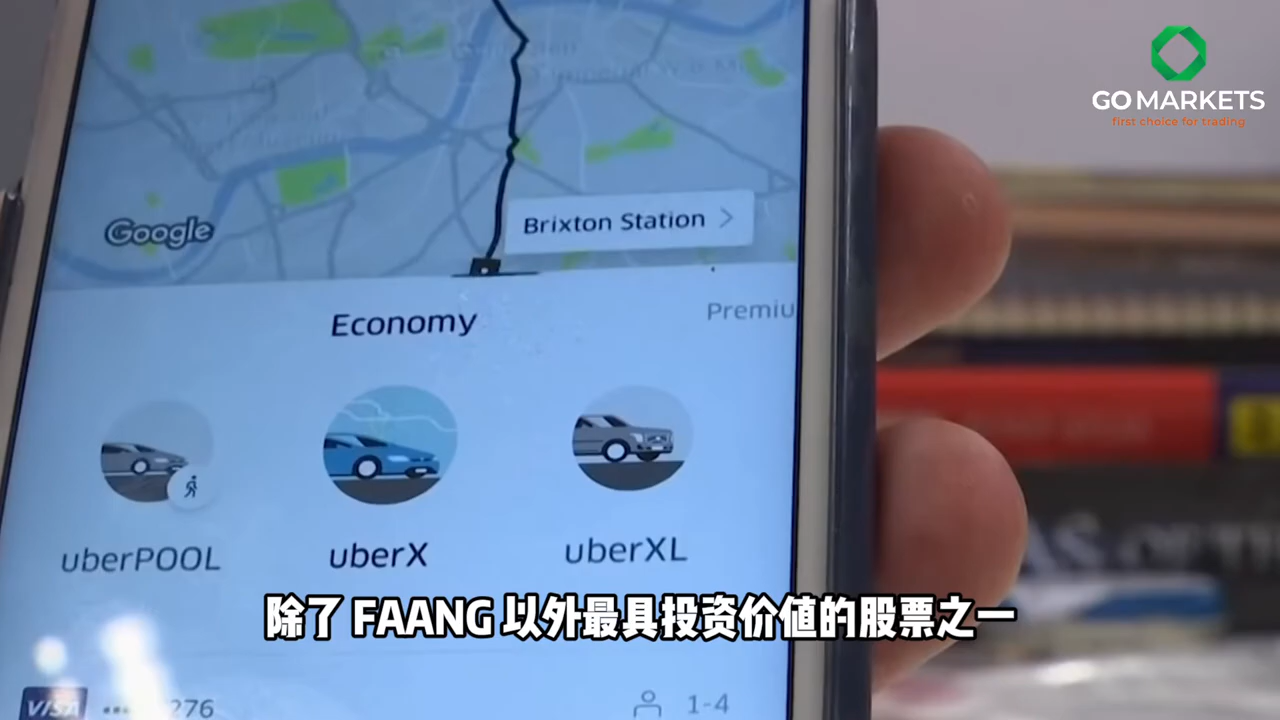 GO MARKETS
first choice for trading
Google
Brixton Station >
Economy
Premiu
uberPOOL
uberX
uberXL
除了 FAANG 以外最具投资价值的股票之一
VISA
276
1-4